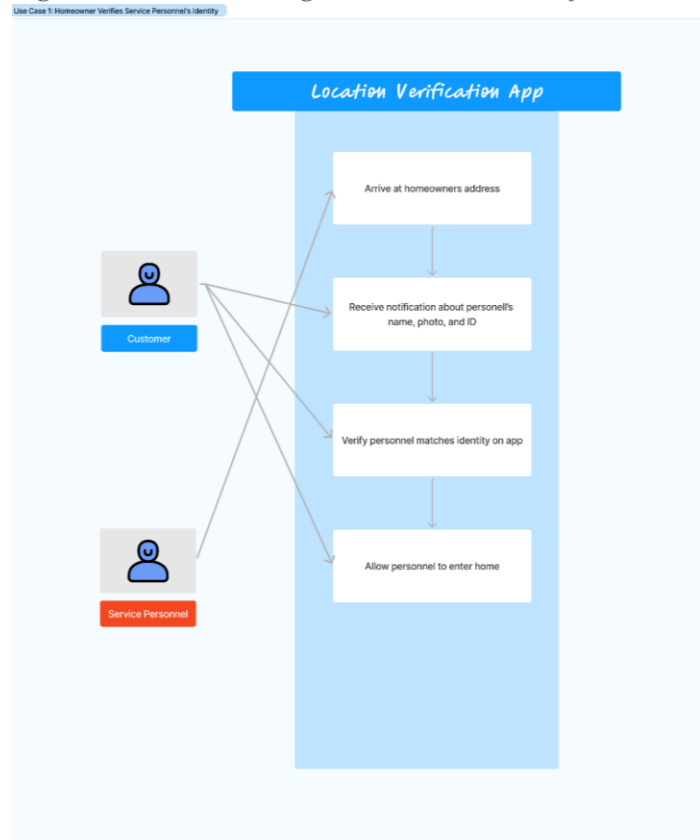 Use Case 1: Homeowner Verifies Service Personnel's Identity
Location Verification App
Arrive at homeowners address
Receive notification about personell's
name, photo, and ID
Customer
Verify personnel matches identity on app
Allow personnel to enter home
Service Personnel